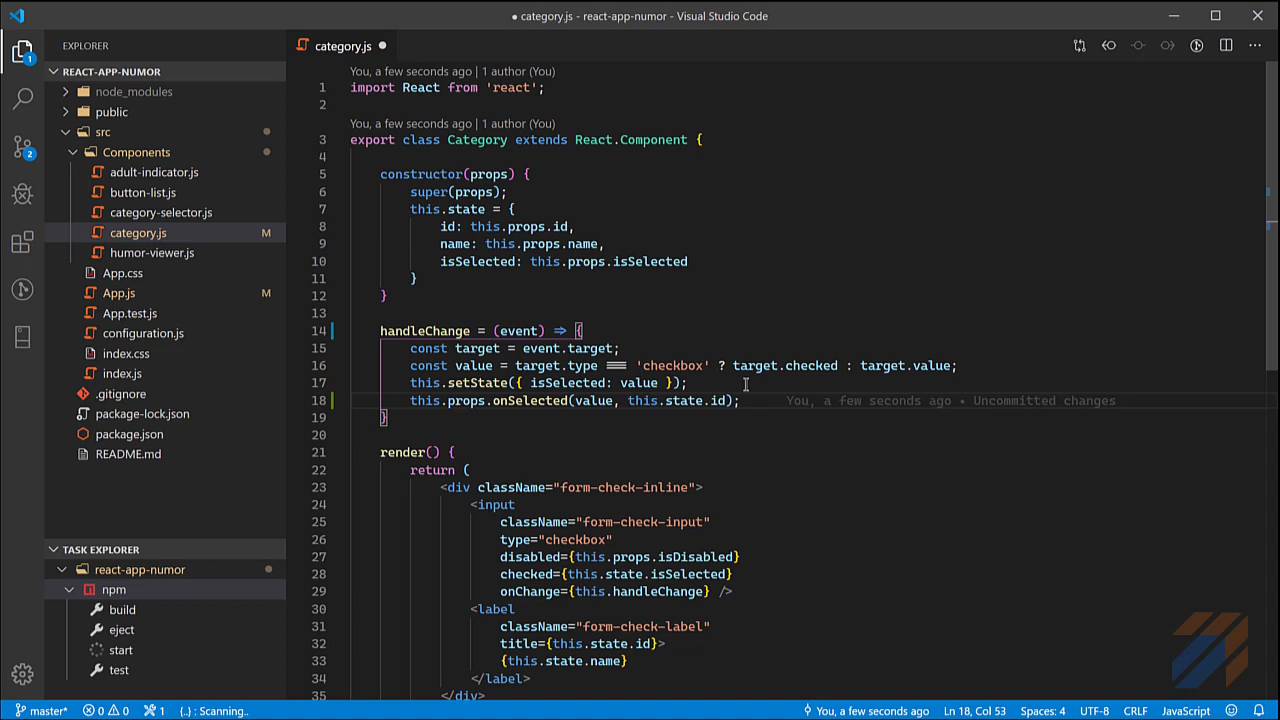 ● category.js - react-app-numor - Visual Studio Code
EXPLORER
REACT-APP-NUMOR
node_modules
public
src
Components
adult-indicator.js
button-list.js
category-selector.js
category.js M
humor-viewer.js
App.css
App.js M
App.test.js
configuration.js
index.css
index.js
.gitignore
package-lock.json
package.json
README.md
TASK EXPLORER
react-app-numor
npm
build
eject
start
test
1
2
category.js ●
You, a few seconds ago | 1 author (You)
1 import React from 'react';
2
You, a few seconds ago | 1 author (You)
3 export class Category extends React.Component {
4
5 constructor(props) {
6 super(props);
7 this.state = {
8 id: this.props.id,
9 name: this.props.name,
10 isSelected: this.props.isSelected
11 }
12 }
13
14 handleChange = (event) => {
15 const target = event.target;
16 const value = target.type === 'checkbox' ? target.checked : target.value;
17 this.setState({ isSelected: value });
18 this.props.onSelected(value, this.state.id); You, a few seconds ago • Uncommitted changes
19 }
20
21 render() {
22 return (
23 <div className="form-check-inline">
24 <input
25 className="form-check-input"
26 type="checkbox"
27 disabled={this.props.isDisabled}
28 checked={this.state.isSelected}
29 onChange={this.handleChange} />
30 <label
31 className="form-check-label"
32 title={this.state.id}>
33 {this.state.name}
34 </label>
35 </div>
master* 0 0 1 {..} : Scanning.. You, a few seconds ago Ln 18, Col 53 Spaces: 4 UTF-8 CRLF JavaScript